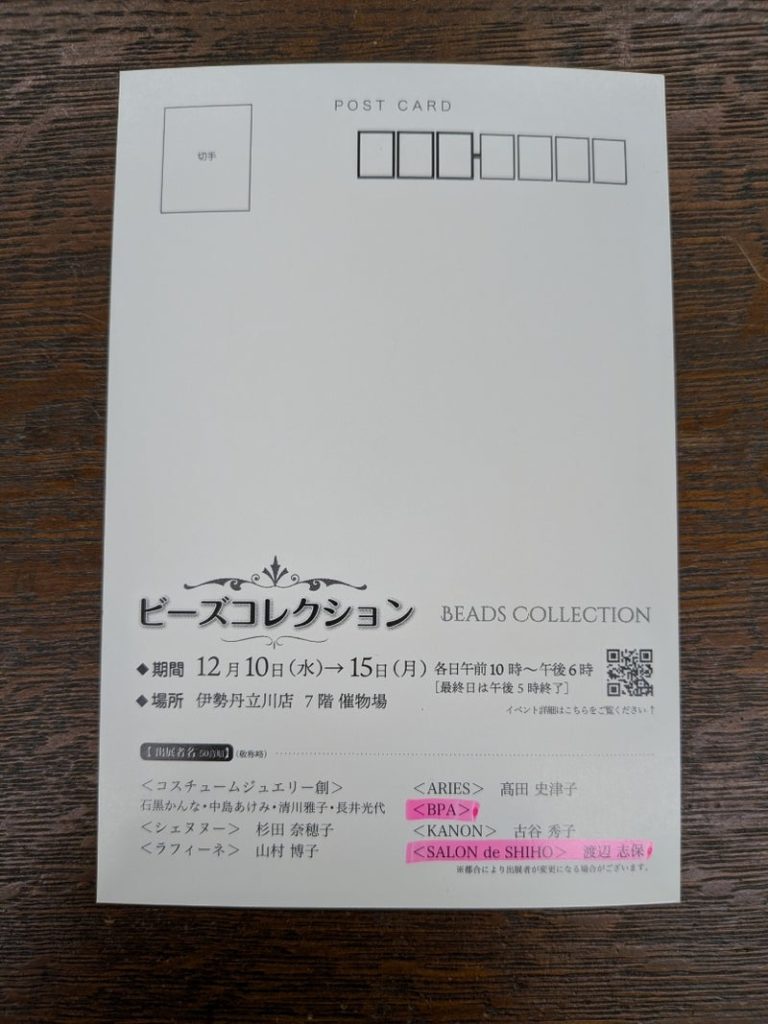 POST CARD
切手
ビーズコレクション BEADS COLLECTION
◆期間 12月10日(水)→15日(月) 各日午前10時〜午後6時
[最終日は午後5時終了]
◆場所 伊勢丹立川店 7階 催物場
イベント詳細はこちらをご覧ください↑
【出展者名 50音順】(敬称略)
＜コスチュームジュエリー創＞
石黒かんな・中島あけみ・清川雅子・長井光代
＜シェヌヌー＞ 杉田 奈穂子
＜ラフィーネ＞ 山村 博子
＜ARIES＞ 髙田 史津子
＜BPA＞
＜KANON＞ 古谷 秀子
＜SALON de SHIHO＞ 渡辺 志保
※都合により出展者が変更になる場合がございます。